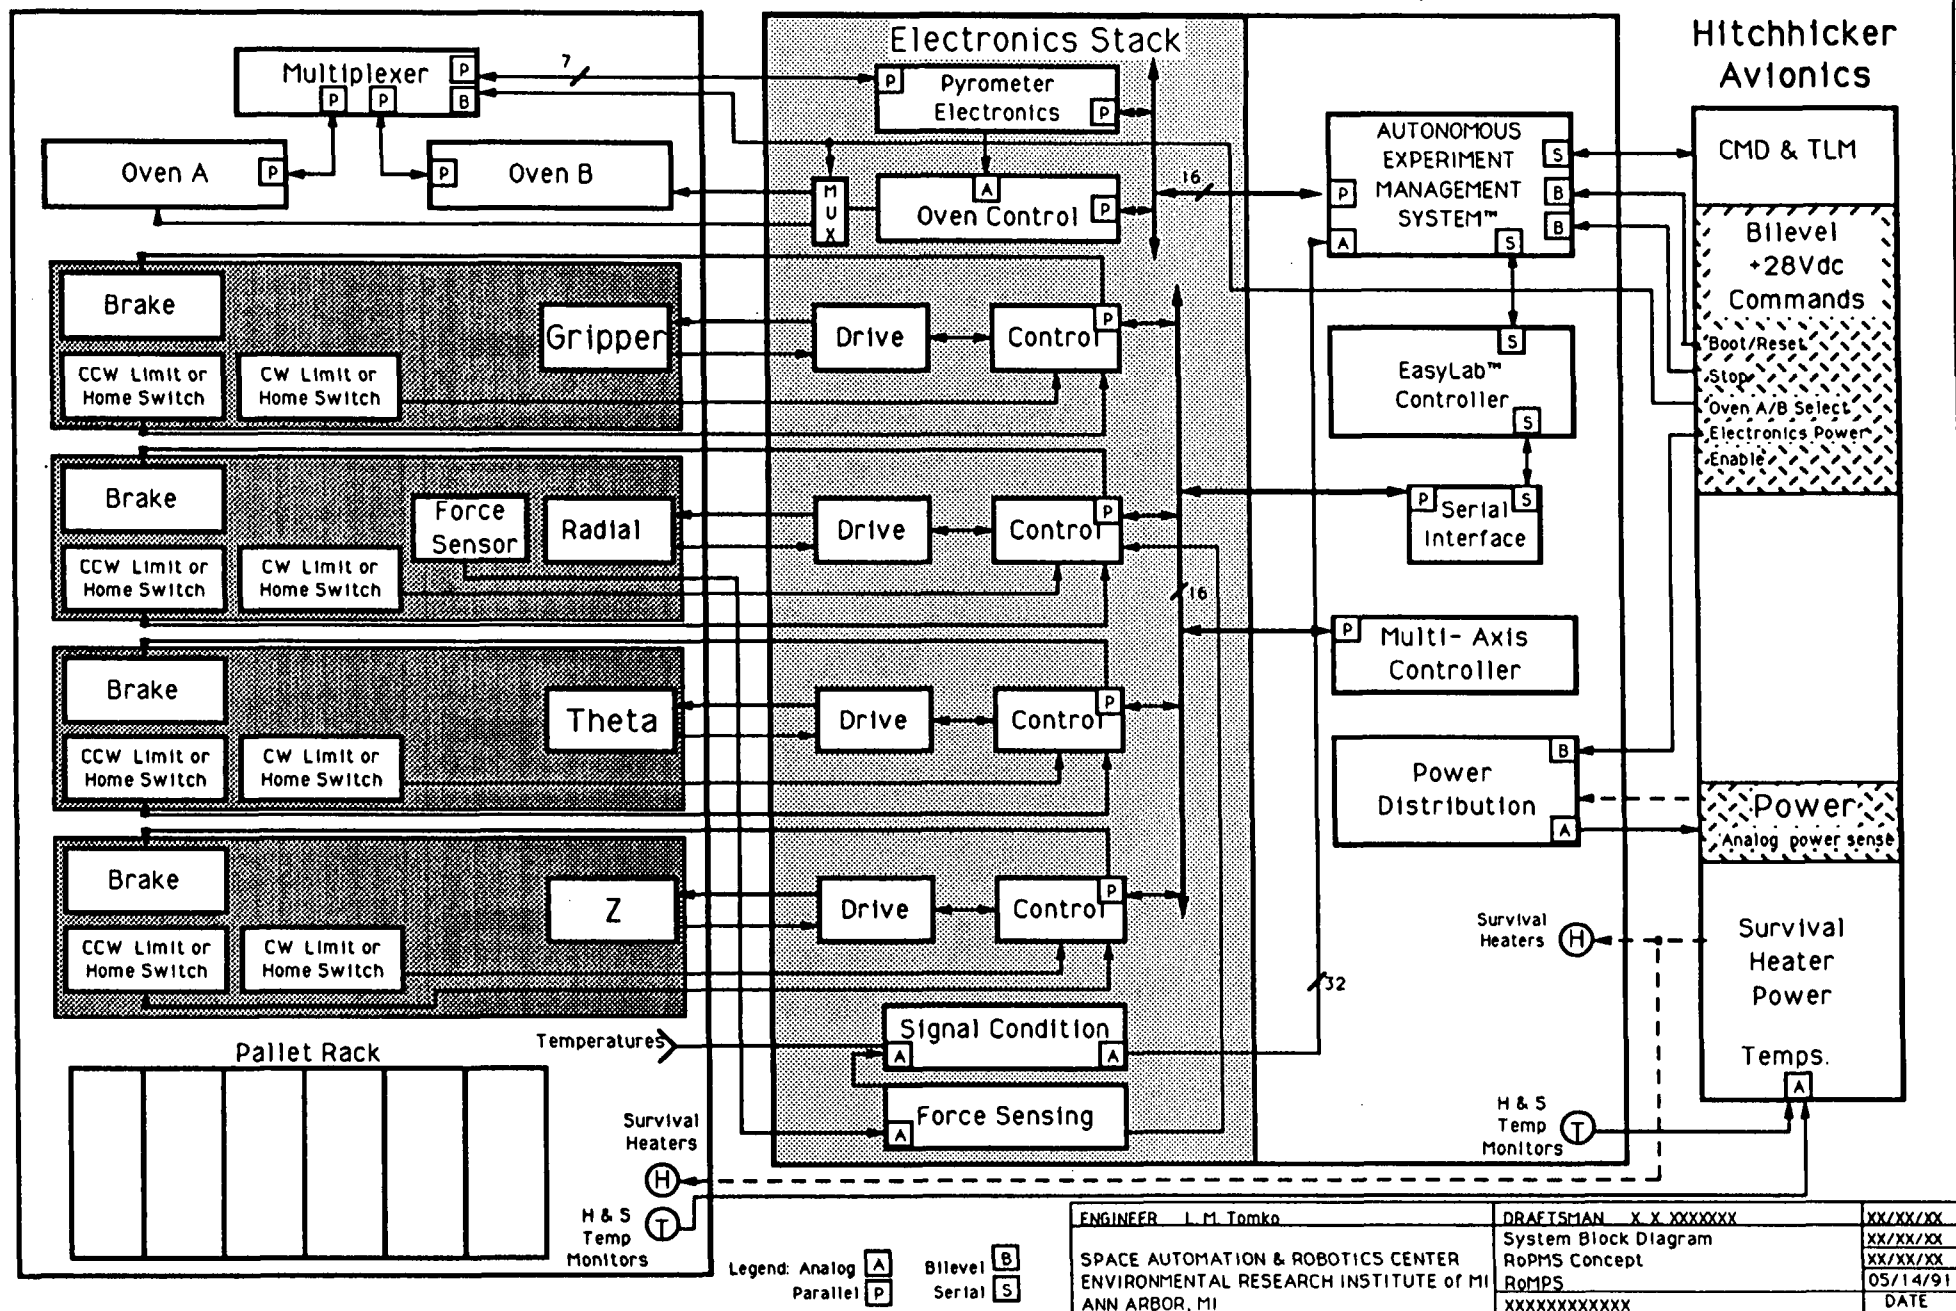 Electronics Stack
Hitchhicker
Avionics
Multiplexer
P
B
P
P
7
P
Pyrometer
Electronics
P
Oven A
P
P
Oven B
M
U
X
A
Oven Control
P
16
AUTONOMOUS
EXPERIMENT
MANAGEMENT
SYSTEM™
S
B
B
P
A
S
CMD & TLM
Bilevel
+28Vdc
Commands
Boot/Reset
Stop
Oven A/B Select
Electronics Power
Enable
Brake
CCW Limit or
Home Switch
CW Limit or
Home Switch
Gripper
Drive
Control
P
S
EasyLab™
Controller
S
Brake
CCW Limit or
Home Switch
CW Limit or
Home Switch
Force
Sensor
Radial
Drive
Control
P
16
P
S
Serial
Interface
Brake
CCW Limit or
Home Switch
CW Limit or
Home Switch
Theta
Drive
Control
P
P
Multi-Axis
Controller
B
Power
Distribution
A
Power
Analog power sense
Brake
CCW Limit or
Home Switch
CW Limit or
Home Switch
Z
Drive
Control
P
32
Survival
Heaters
H
Survival
Heater
Power
Temps.
A
Temperatures
Signal Condition
A
A
Force Sensing
A
H & S
Temp
Monitors
T
Pallet Rack
Survival
Heaters
H
H & S
Temp
Monitors
T
Legend: Analog A Bilevel B
Parallel P Serial S
ENGINEER L. M. Tomko
SPACE AUTOMATION & ROBOTICS CENTER
ENVIRONMENTAL RESEARCH INSTITUTE of MI
ANN ARBOR, MI
DRAFTSMAN X. X. XXXXXXX
System Block Diagram
RoPMS Concept
RoMPS
XXXXXXXXXXXX
XX/XX/XX
XX/XX/XX
XX/XX/XX
05/14/91
DATE